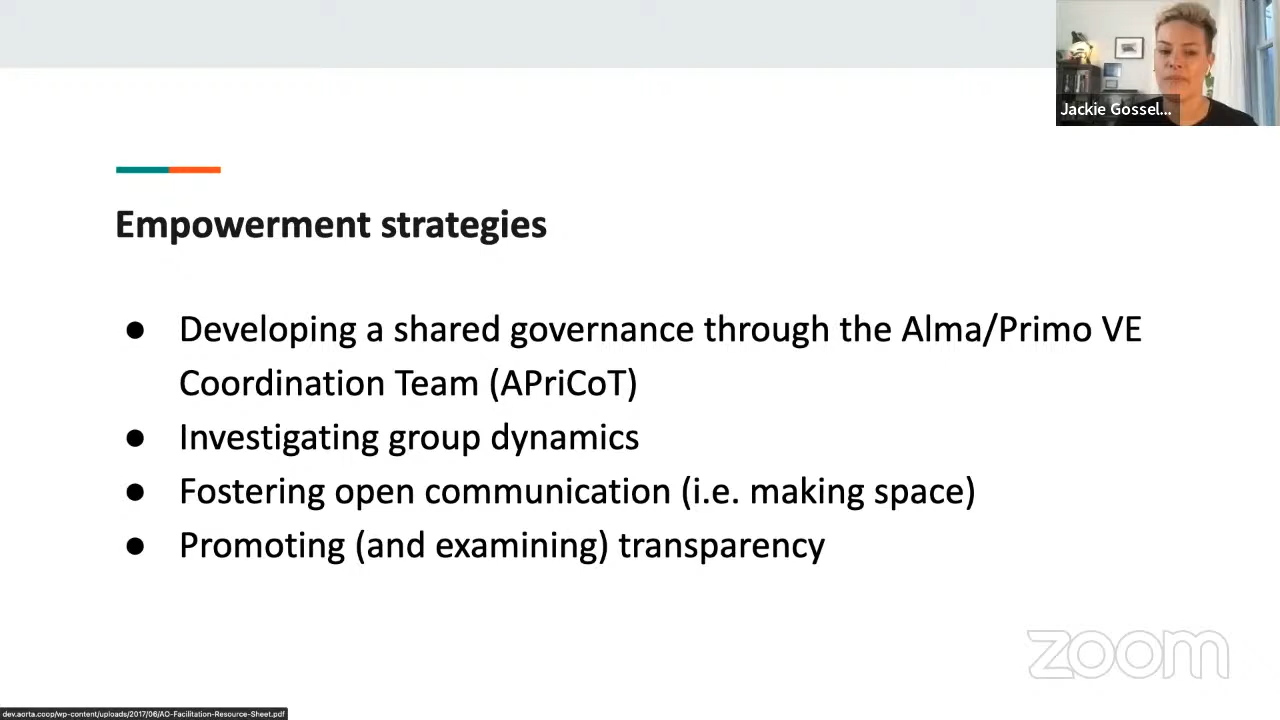 Jackie Gossel...
Empowerment strategies
● Developing a shared governance through the Alma/Primo VE
Coordination Team (APriCoT)
● Investigating group dynamics
● Fostering open communication (i.e. making space)
● Promoting (and examining) transparency
zoom
dev.aorta.coop/wp-content/uploads/2017/06/AO-Facilitation-Resource-Sheet.pdf